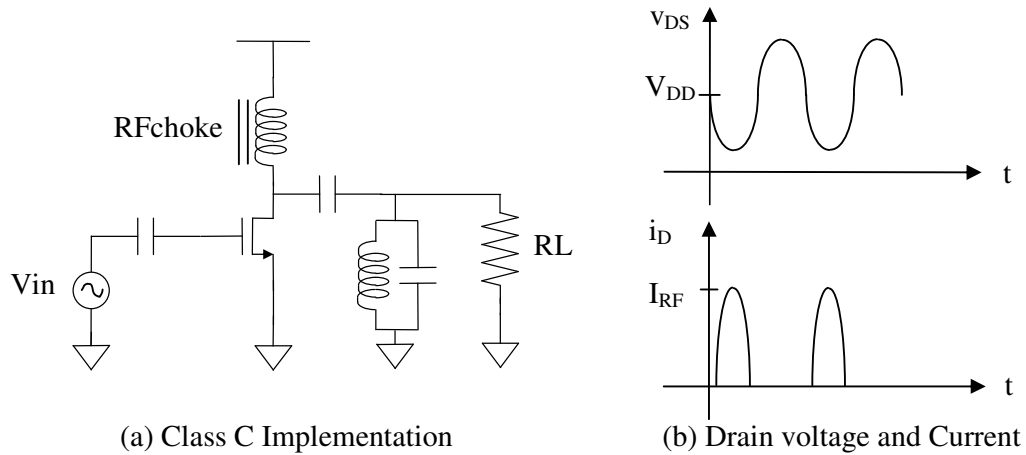 RFchoke
Vin
RL
(a) Class C Implementation
vDS
VDD
t
iD
IRF
t
(b) Drain voltage and Current